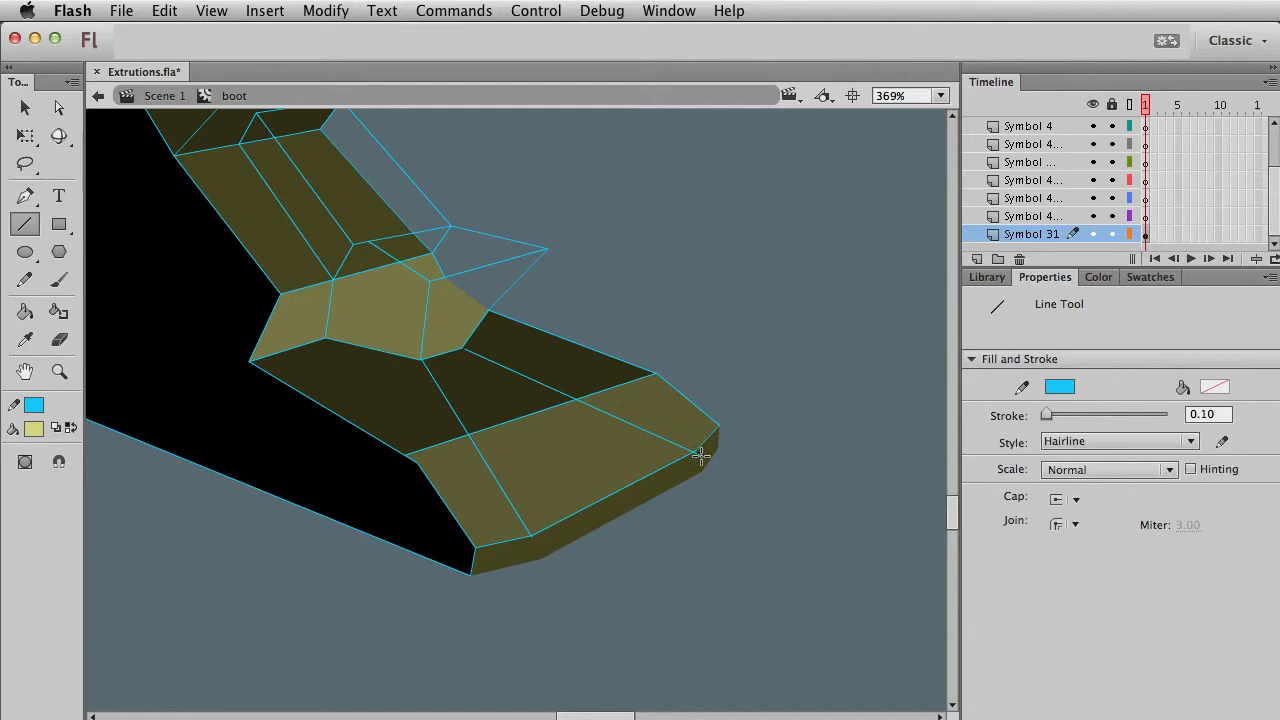 Flash File Edit View Insert Modify Text Commands Control Debug Window Help
Fl
Classic
To...
Extrutions.fla*
Scene 1
boot
369%
T
Timeline
1 5 10 1
Symbol 4
Symbol 4...
Symbol ...
Symbol 4...
Symbol 4...
Symbol 4...
Symbol 31
Library Properties Color Swatches
Line Tool
Fill and Stroke
Stroke: 0.10
Style: Hairline
Scale: Normal Hinting
Cap:
Join: Miter: 3.00